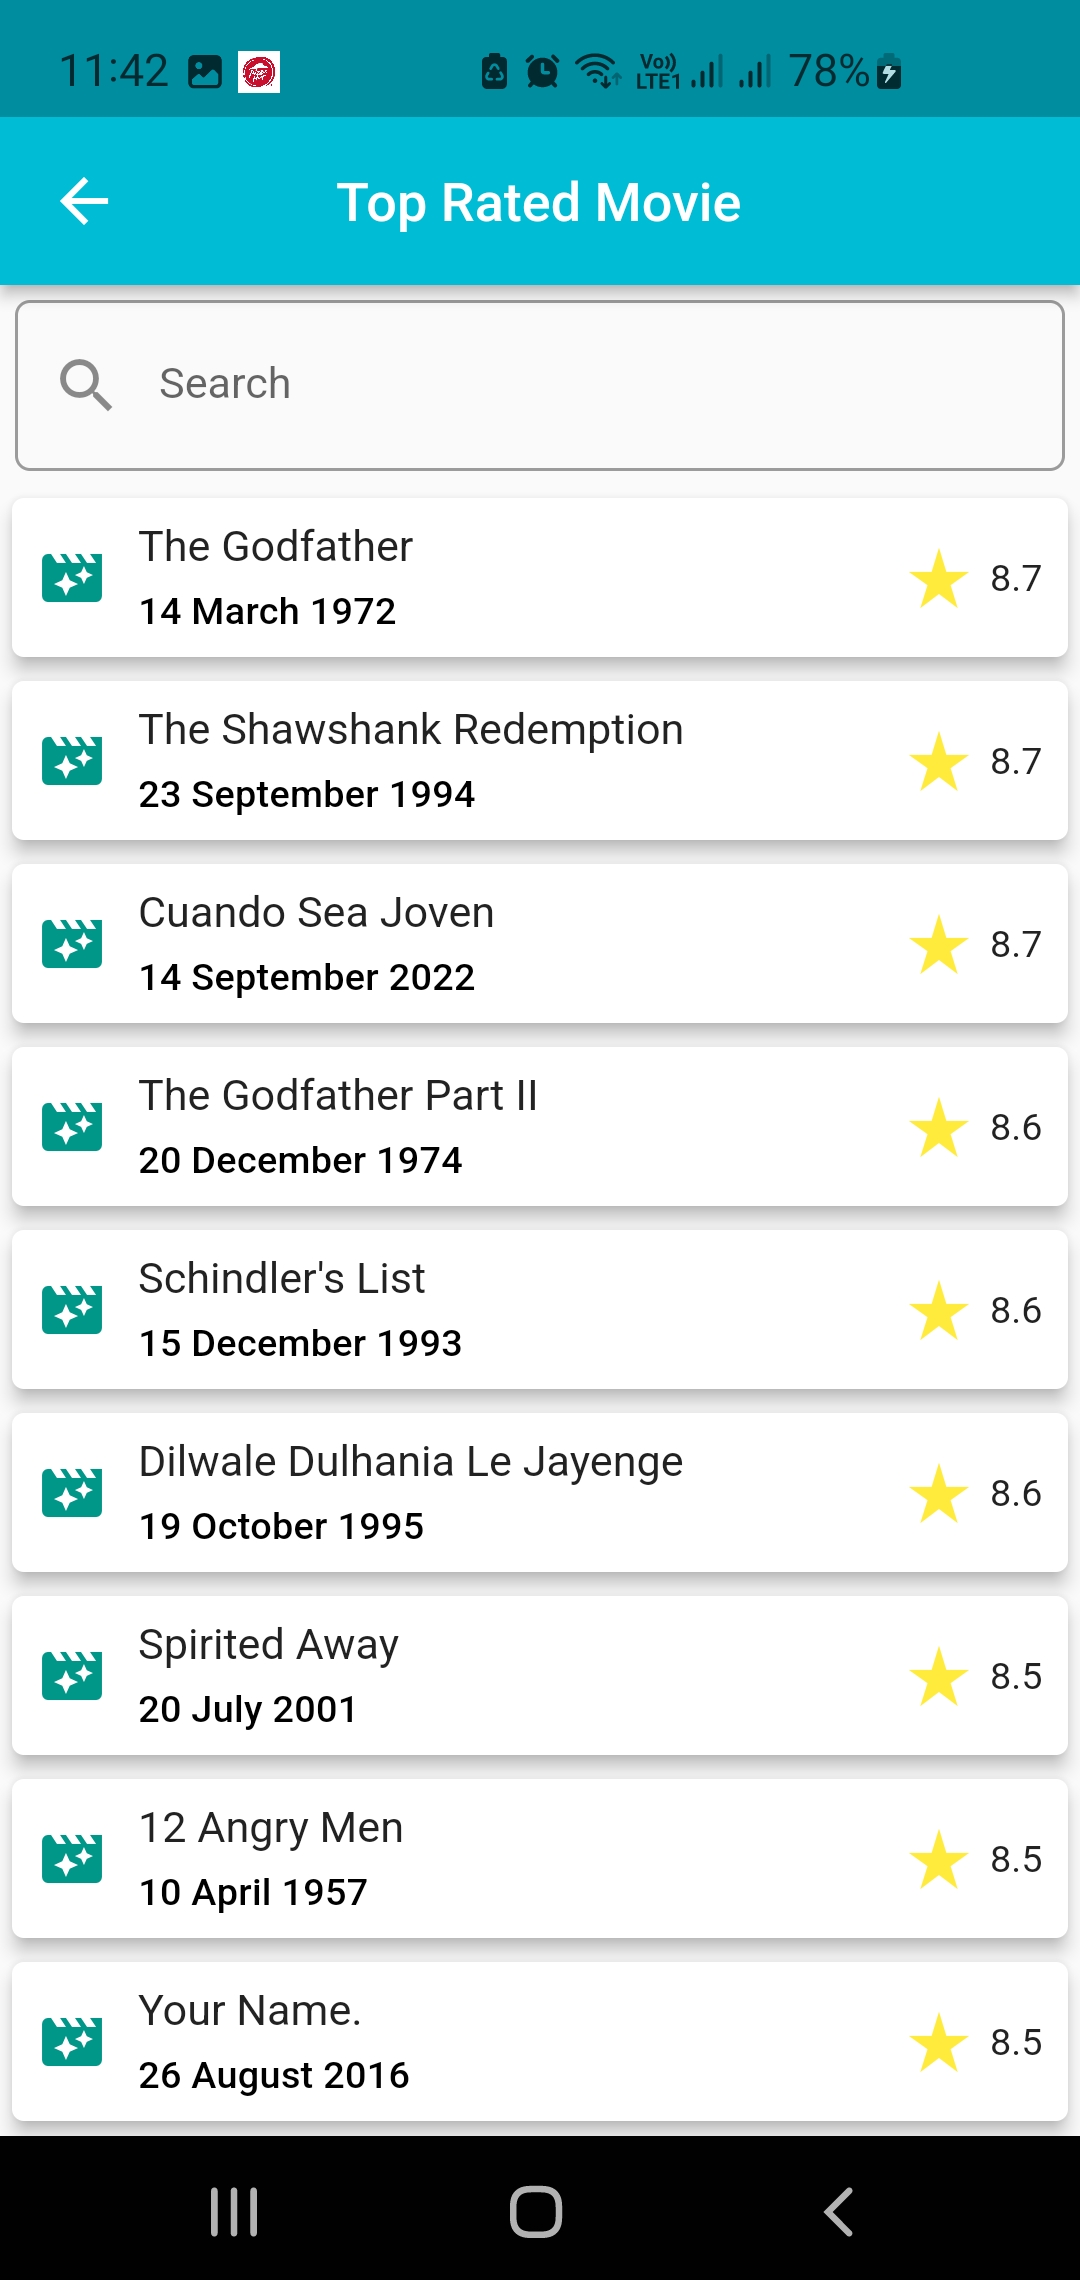 11:42
Vo))
LTE1
78%
Top Rated Movie
Search
The Godfather
14 March 1972
8.7
The Shawshank Redemption
23 September 1994
8.7
Cuando Sea Joven
14 September 2022
8.7
The Godfather Part II
20 December 1974
8.6
Schindler's List
15 December 1993
8.6
Dilwale Dulhania Le Jayenge
19 October 1995
8.6
Spirited Away
20 July 2001
8.5
12 Angry Men
10 April 1957
8.5
Your Name.
26 August 2016
8.5